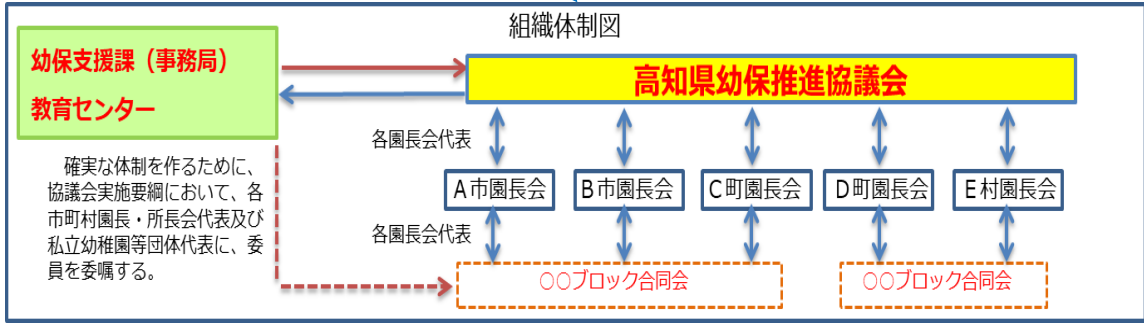 組織体制図
幼保支援課（事務局）
教育センター
高知県幼保推進協議会
各園長会代表
確実な体制を作るために、
協議会実施要綱において、各
市町村園長・所長会代表及び
私立幼稚園等団体代表に、委
員を委嘱する。
A市園長会
B市園長会
C町園長会
D町園長会
E村園長会
各園長会代表
○○ブロック合同会
○○ブロック合同会